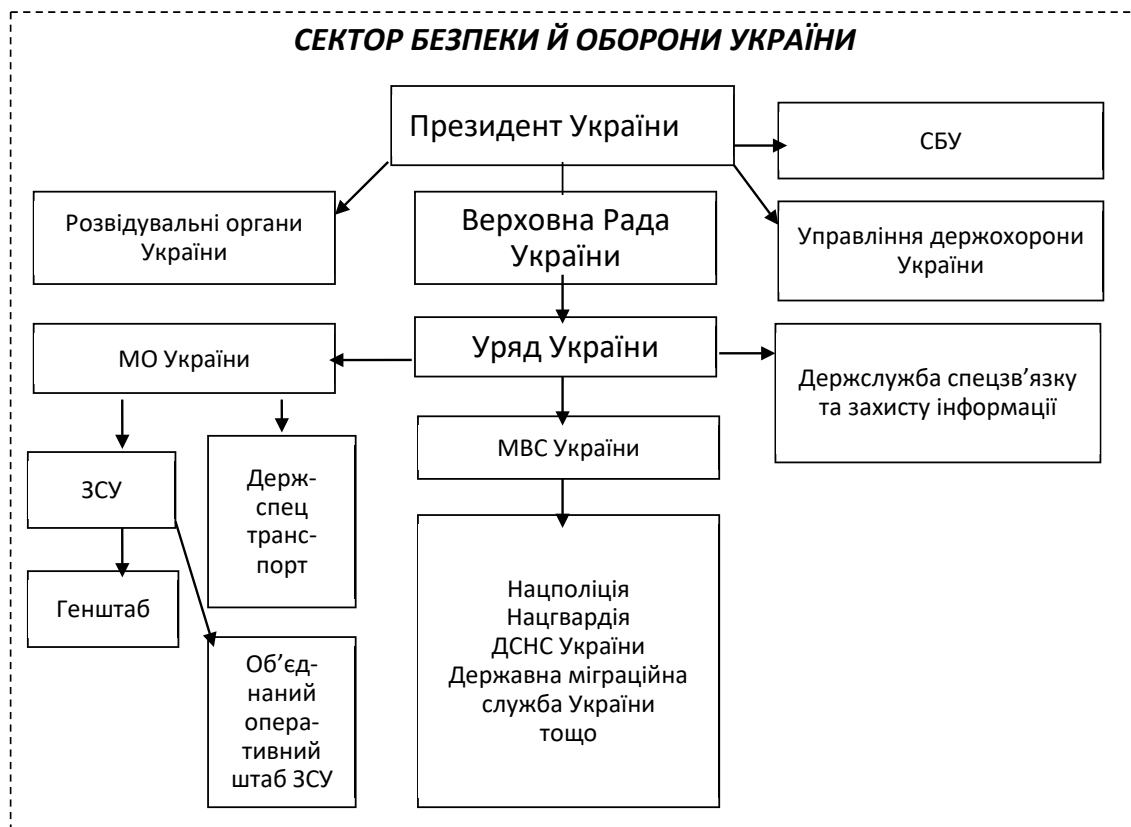 СЕКТОР БЕЗПЕКИ Й ОБОРОНИ УКРАЇНИ
Президент України
СБУ
Розвідувальні органи
України
Верховна Рада
України
Управління держохорони
України
МО України
Уряд України
Держслужба спецзв’язку
та захисту інформації
ЗСУ
Держ-
спец
транс-
порт
МВС України
Генштаб
Об’єд-
наний
опера-
тивний
штаб ЗСУ
Нацполіція
Нацгвардія
ДСНС України
Державна міграційна
служба України
тощо